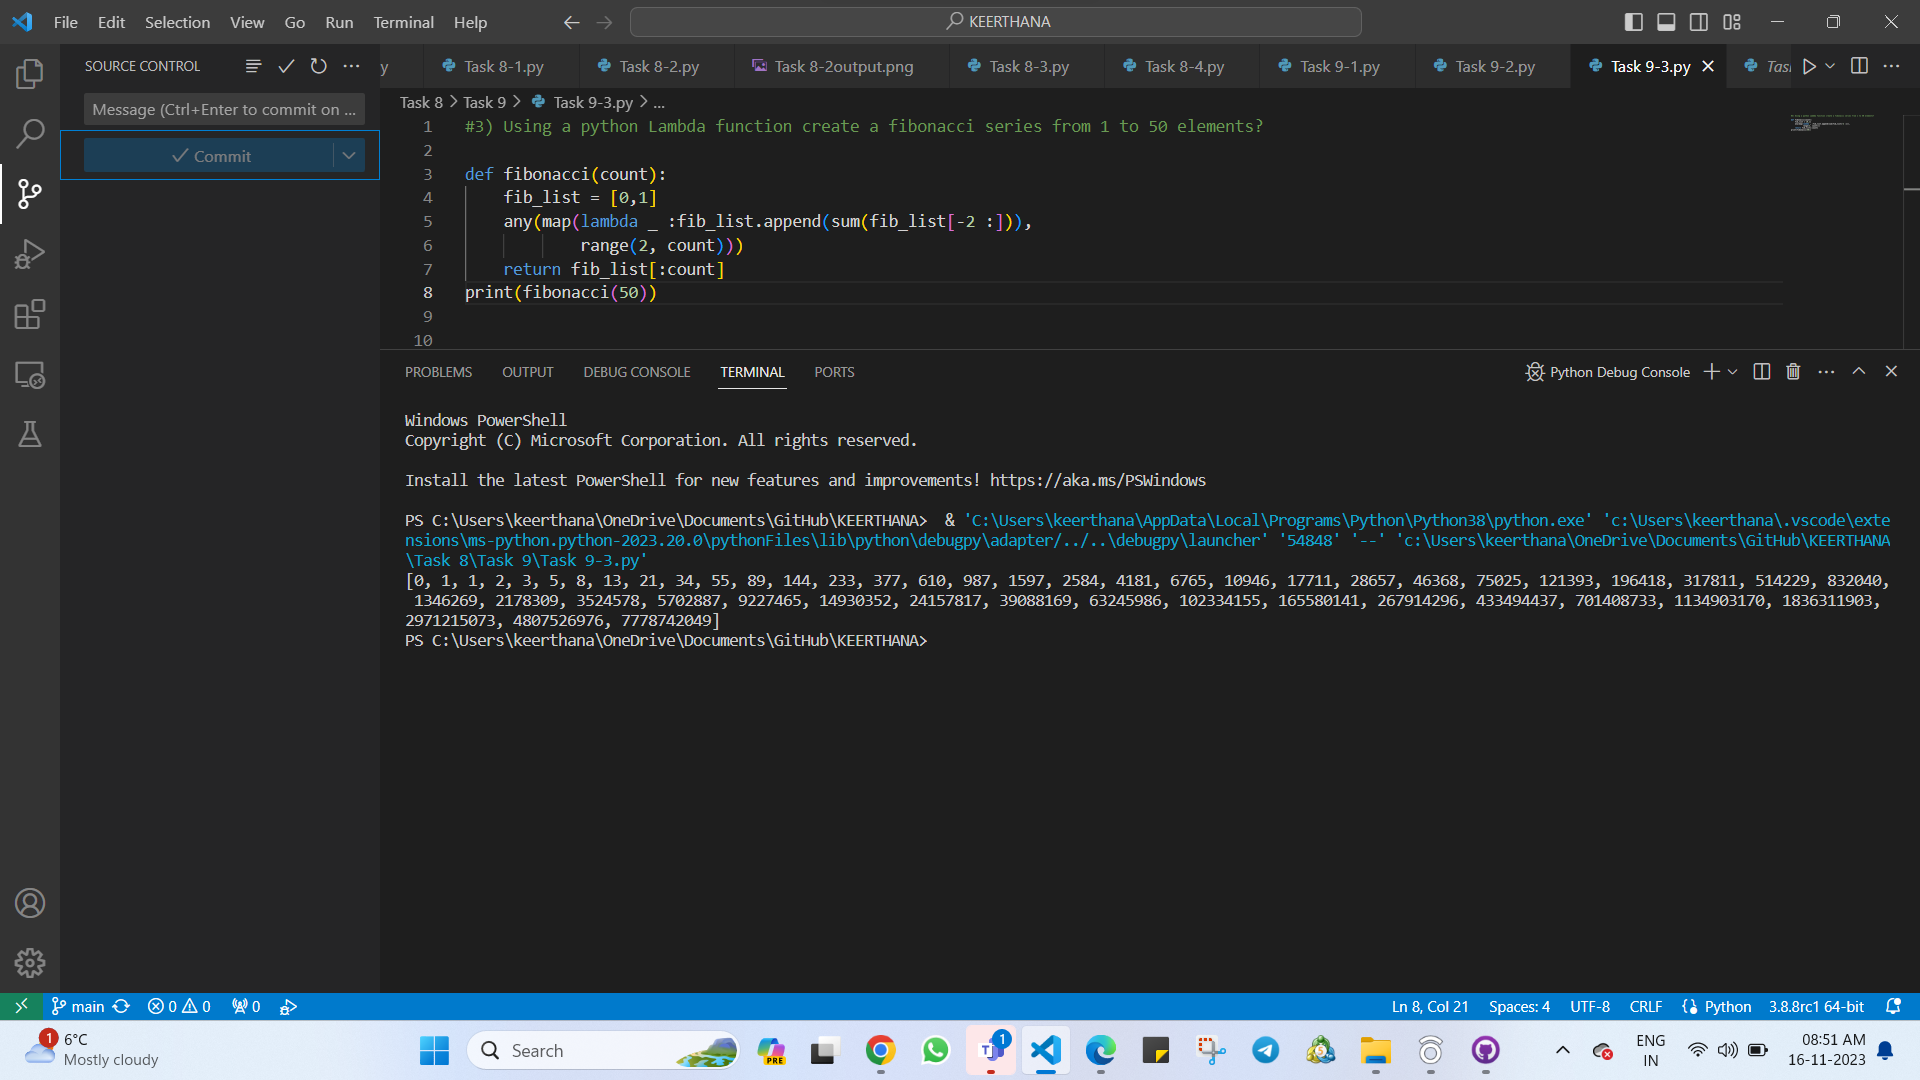 File Edit Selection View Go Run Terminal Help
KEERTHANA
SOURCE CONTROL
y Task 8-1.py Task 8-2.py Task 8-2output.png Task 8-3.py Task 8-4.py Task 9-1.py Task 9-2.py Task 9-3.py
Message (Ctrl+Enter to commit on ...
Commit
Task 8 > Task 9 > Task 9-3.py > ...
1 #3) Using a python Lambda function create a fibonacci series from 1 to 50 elements?
2
3 def fibonacci(count):
4 fib_list = [0,1]
5 any(map(lambda _ :fib_list.append(sum(fib_list[-2 :])),
6 range(2, count)))
7 return fib_list[:count]
8 print(fibonacci(50))
9
10
PROBLEMS OUTPUT DEBUG CONSOLE TERMINAL PORTS
Python Debug Console
Windows PowerShell
Copyright (C) Microsoft Corporation. All rights reserved.
Install the latest PowerShell for new features and improvements! https://aka.ms/PSWindows
PS C:\Users\keerthana\OneDrive\Documents\GitHub\KEERTHANA> & 'C:\Users\keerthana\AppData\Local\Programs\Python\Python38\python.exe' 'c:\Users\keerthana\.vscode\exte
nsions\ms-python.python-2023.20.0\pythonFiles\lib\python\debugpy\adapter/../..\debugpy\launcher' '54848' '--' 'c:\Users\keerthana\OneDrive\Documents\GitHub\KEERTHANA
\Task 8\Task 9\Task 9-3.py'
[0, 1, 1, 2, 3, 5, 8, 13, 21, 34, 55, 89, 144, 233, 377, 610, 987, 1597, 2584, 4181, 6765, 10946, 17711, 28657, 46368, 75025, 121393, 196418, 317811, 514229, 832040,
1346269, 2178309, 3524578, 5702887, 9227465, 14930352, 24157817, 39088169, 63245986, 102334155, 165580141, 267914296, 433494437, 701408733, 1134903170, 1836311903,
2971215073, 4807526976, 7778742049]
PS C:\Users\keerthana\OneDrive\Documents\GitHub\KEERTHANA>
main 0 0 0
Ln 8, Col 21 Spaces: 4 UTF-8 CRLF Python 3.8.8rc1 64-bit
1
6°C
Mostly cloudy
Search
PRE
1
ENG
IN
08:51 AM
16-11-2023